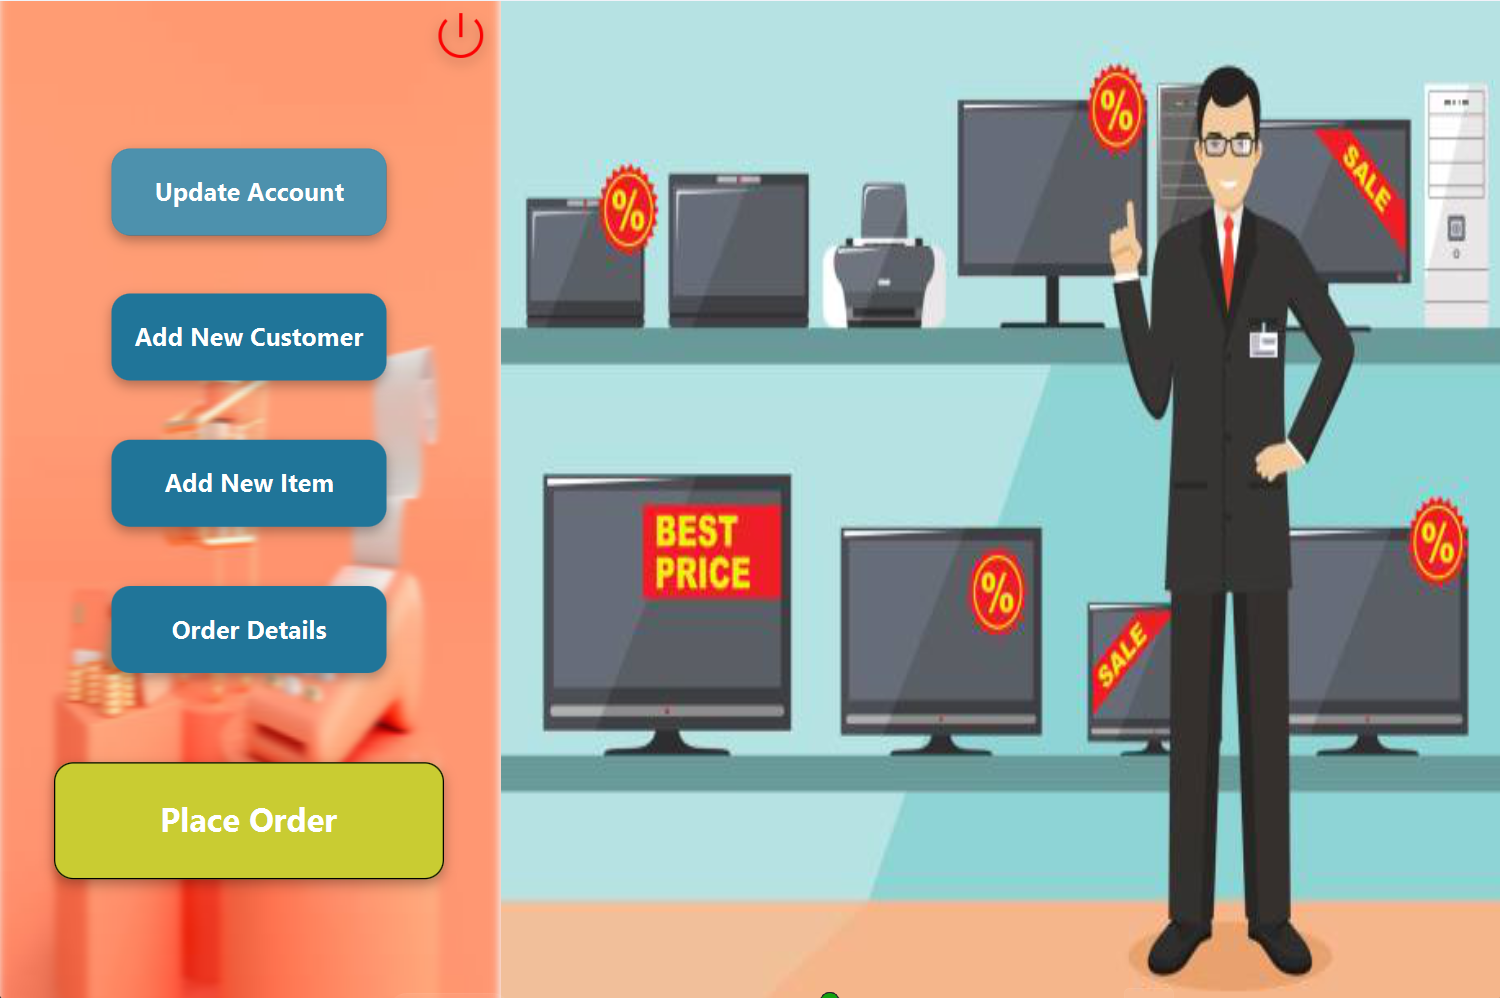 Update Account
Add New Customer
Add New Item
Order Details
Place Order
%
%
SALE
BEST
PRICE
%
SALE
%